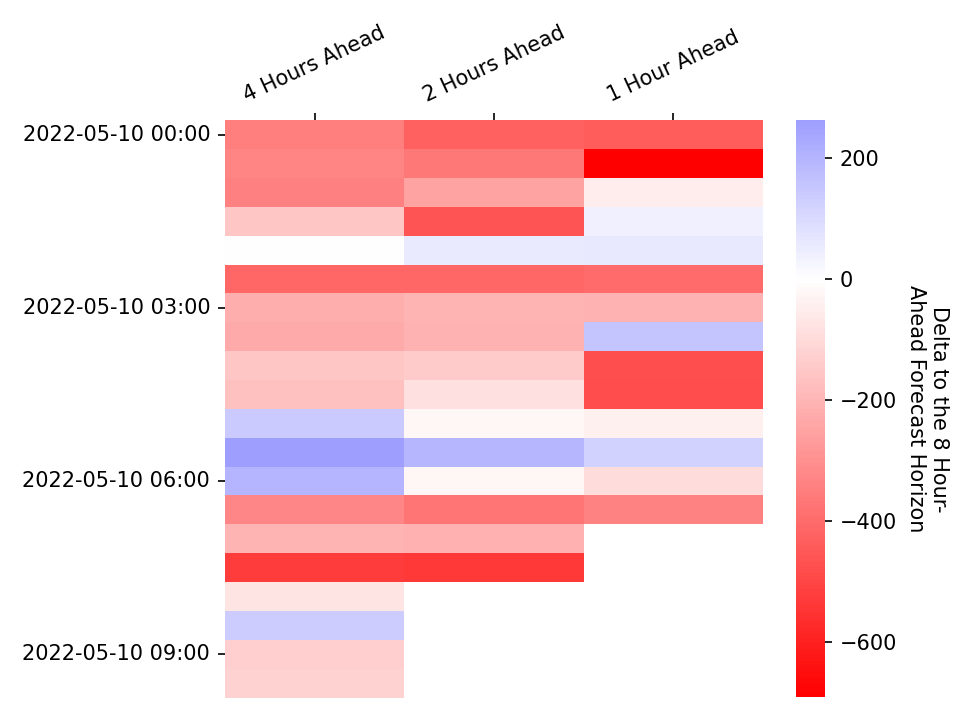 4 Hours Ahead
2 Hours Ahead
1 Hour Ahead
2022-05-10 00:00
2022-05-10 03:00
2022-05-10 06:00
2022-05-10 09:00
200
0
−200
−400
−600
Delta to the 8 Hour-
Ahead Forecast Horizon